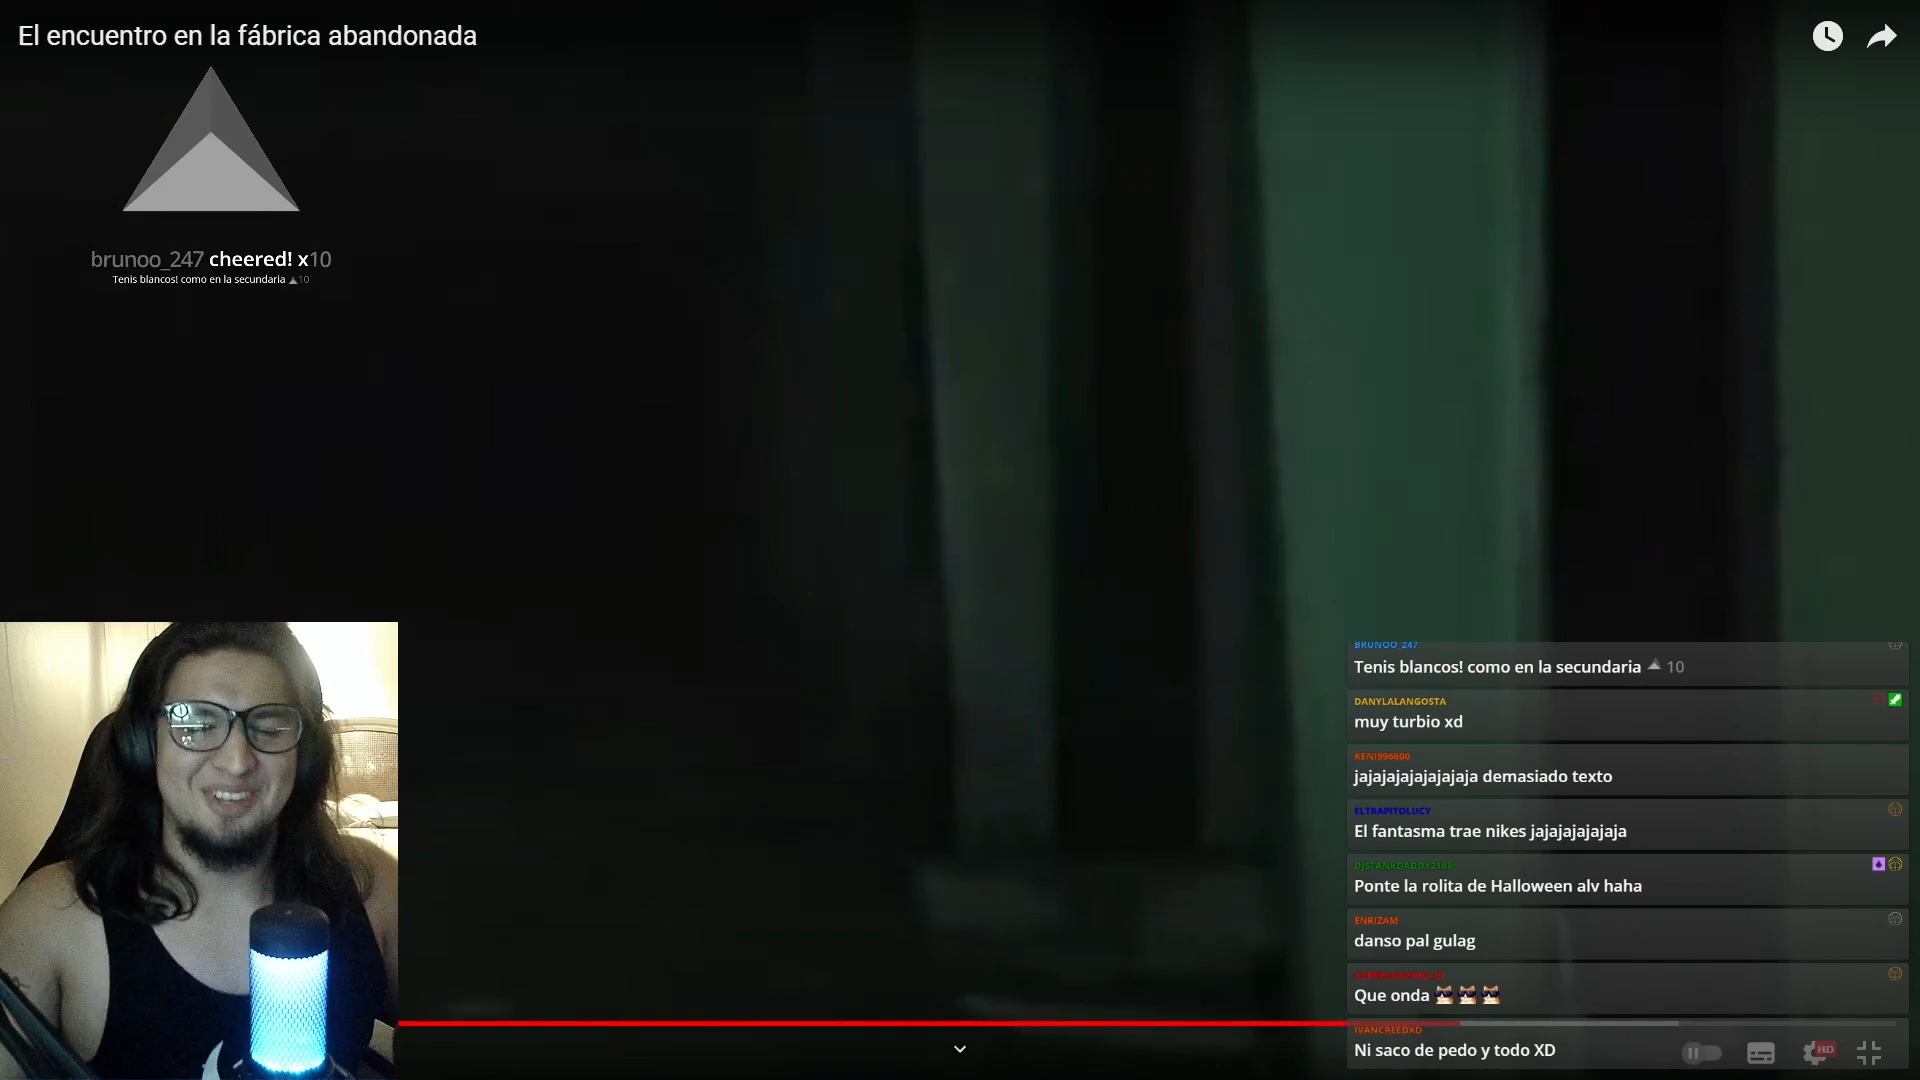 El encuentro en la fábrica abandonada
brunoo_247 cheered! x10
Tenis blancos! como en la secundaria 10
BRUNOO_247
Tenis blancos! como en la secundaria 10
DANYLALANGOSTA
muy turbio xd
KENI996600
jajajajajajajajaja demasiado texto
ELTRAPITOLUCY
El fantasma trae nikes jajajajajajaja
Ponte la rolita de Halloween alv haha
ENRIZAM
danso pal gulag
Que onda
IVANCREEDXD
Ni saco de pedo y todo XD
HD